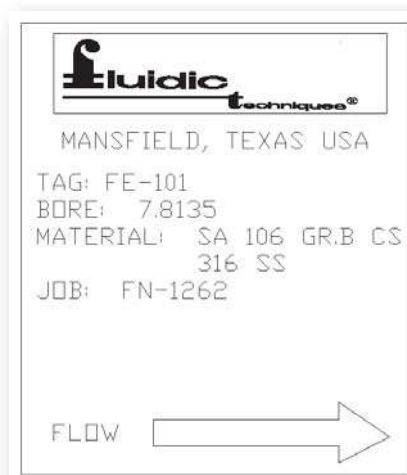 fluidic
techniques®
MANSFIELD, TEXAS USA
TAG: FE-101
BORE: 7.8135
MATERIAL: SA 106 GR.B CS
316 SS
JOB: FN-1262
FLOW